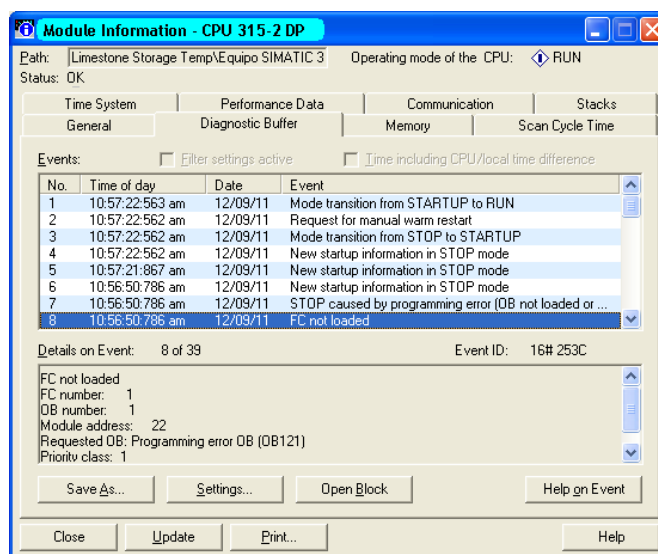 Module Information - CPU 315-2 DP
Path: Limestone Storage Temp\Equipo SIMATIC 3 Operating mode of the CPU: RUN
Status: OK
Time System Performance Data Communication Stacks
General Diagnostic Buffer Memory Scan Cycle Time
Events: Filter settings active Time including CPU/local time difference
No. Time of day Date Event
1 10:57:22:563 am 12/09/11 Mode transition from STARTUP to RUN
2 10:57:22:562 am 12/09/11 Request for manual warm restart
3 10:57:22:562 am 12/09/11 Mode transition from STOP to STARTUP
4 10:57:22:562 am 12/09/11 New startup information in STOP mode
5 10:57:21:867 am 12/09/11 New startup information in STOP mode
6 10:56:50:786 am 12/09/11 New startup information in STOP mode
7 10:56:50:786 am 12/09/11 STOP caused by programming error (OB not loaded or ...
8 10:56:50:786 am 12/09/11 FC not loaded
Details on Event: 8 of 39 Event ID: 16# 253C
FC not loaded
FC number: 1
OB number: 1
Module address: 22
Requested OB: Programming error OB (OB121)
Priority class: 1
Save As... Settings... Open Block Help on Event
Close Update Print... Help